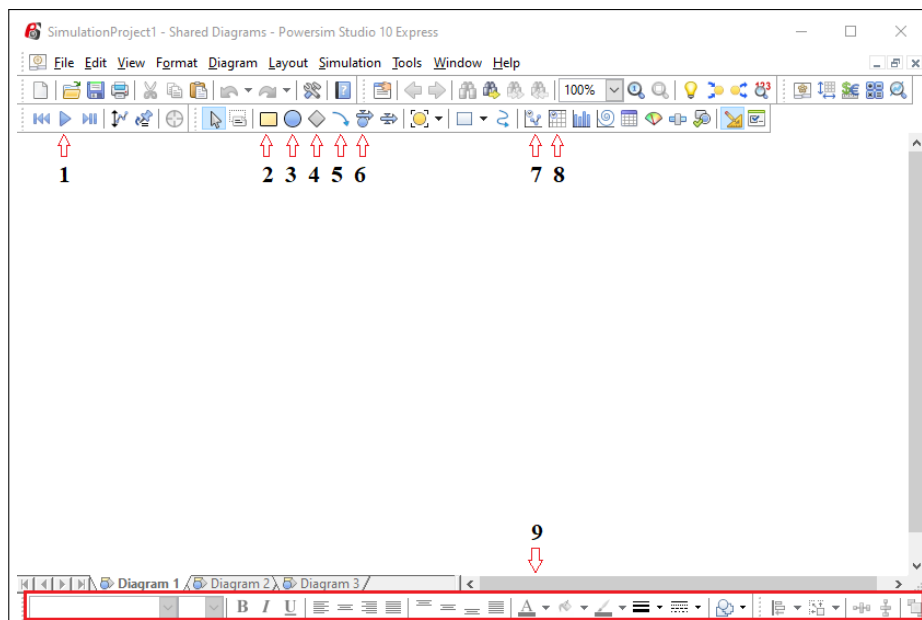 SimulationProject1 - Shared Diagrams - Powersim Studio 10 Express
File Edit View Format Diagram Layout Simulation Tools Window Help
100% 123
1 2 3 4 5 6 7 8
9
Diagram 1 Diagram 2 Diagram 3
B I U A